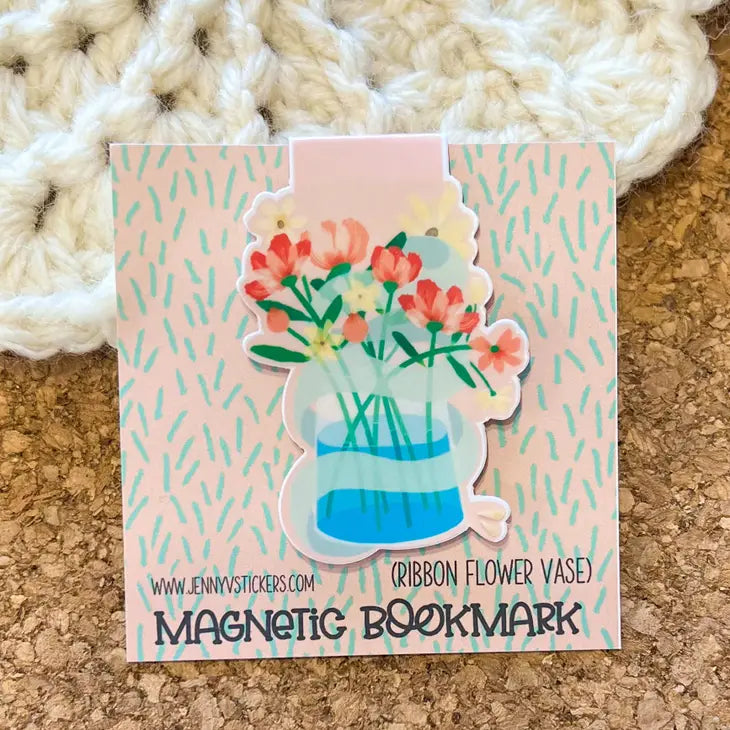 WWW.JENNYVSTICKERS.COM
(RIBBON FLOWER VASE)
MAGNETIC BOOKMARK